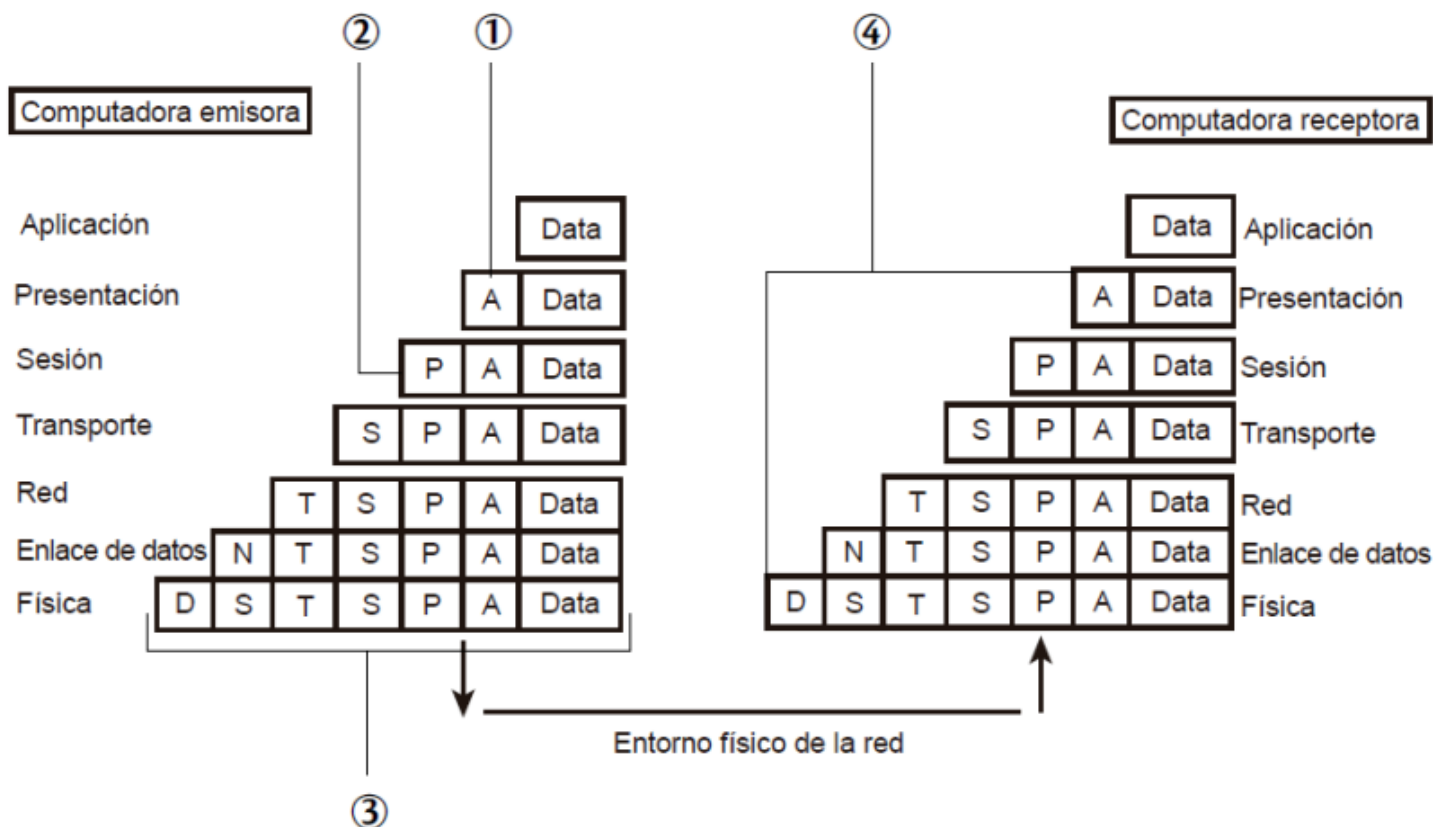 ② ① ④
Computadora emisora
Computadora receptora
Aplicación Data Data Aplicación
Presentación A Data A Data Presentación
Sesión P A Data P A Data Sesión
Transporte S P A Data S P A Data Transporte
Red T S P A Data T S P A Data Red
Enlace de datos N T S P A Data N T S P A Data Enlace de datos
Física D S T S P A Data D S T S P A Data Física
Entorno físico de la red
③